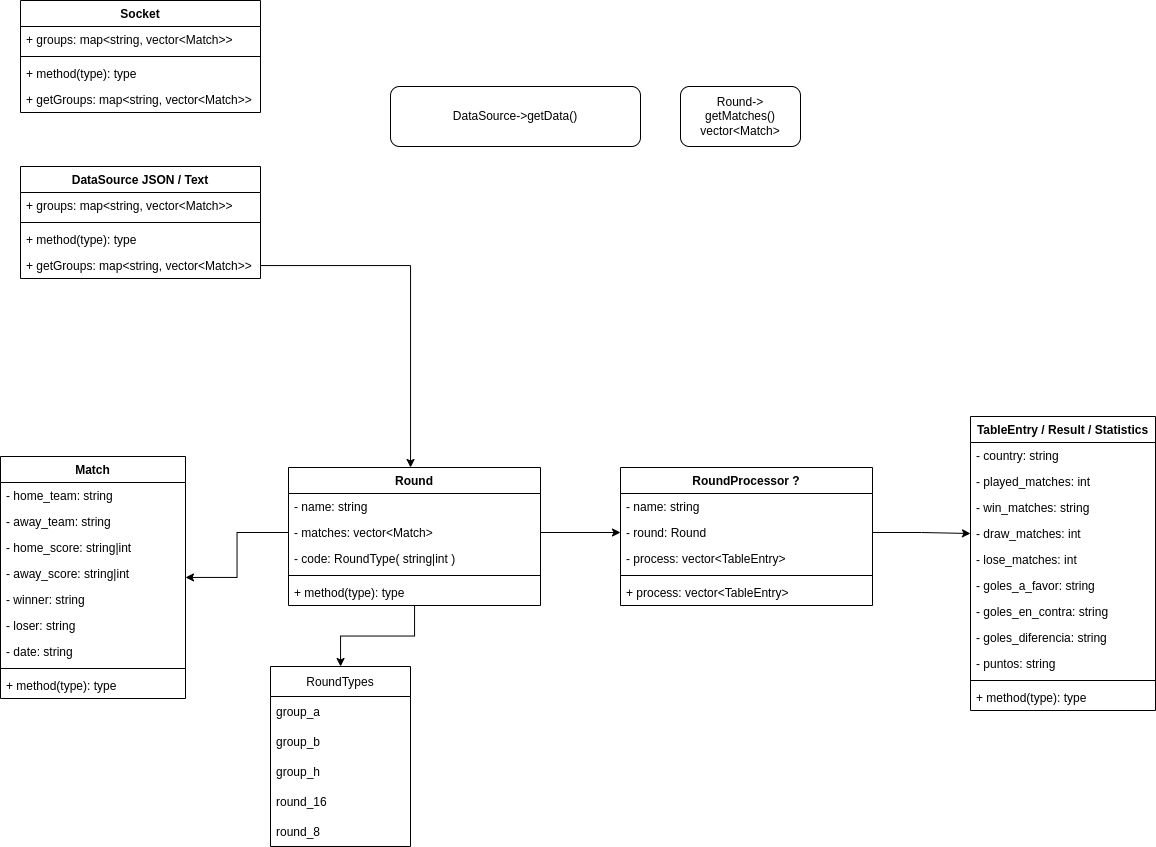 Socket
+ groups: map<string, vector<Match>>
+ method(type): type
+ getGroups: map<string, vector<Match>>
DataSource->getData()
Round->
getMatches()
vector<Match>
DataSource JSON / Text
+ groups: map<string, vector<Match>>
+ method(type): type
+ getGroups: map<string, vector<Match>>
Match
- home_team: string
- away_team: string
- home_score: string|int
- away_score: string|int
- winner: string
- loser: string
- date: string
+ method(type): type
Round
- name: string
- matches: vector<Match>
- code: RoundType( string|int )
+ method(type): type
RoundTypes
group_a
group_b
group_h
round_16
round_8
RoundProcessor ?
- name: string
- round: Round
- process: vector<TableEntry>
+ process: vector<TableEntry>
TableEntry / Result / Statistics
- country: string
- played_matches: int
- win_matches: string
- draw_matches: int
- lose_matches: int
- goles_a_favor: string
- goles_en_contra: string
- goles_diferencia: string
- puntos: string
+ method(type): type